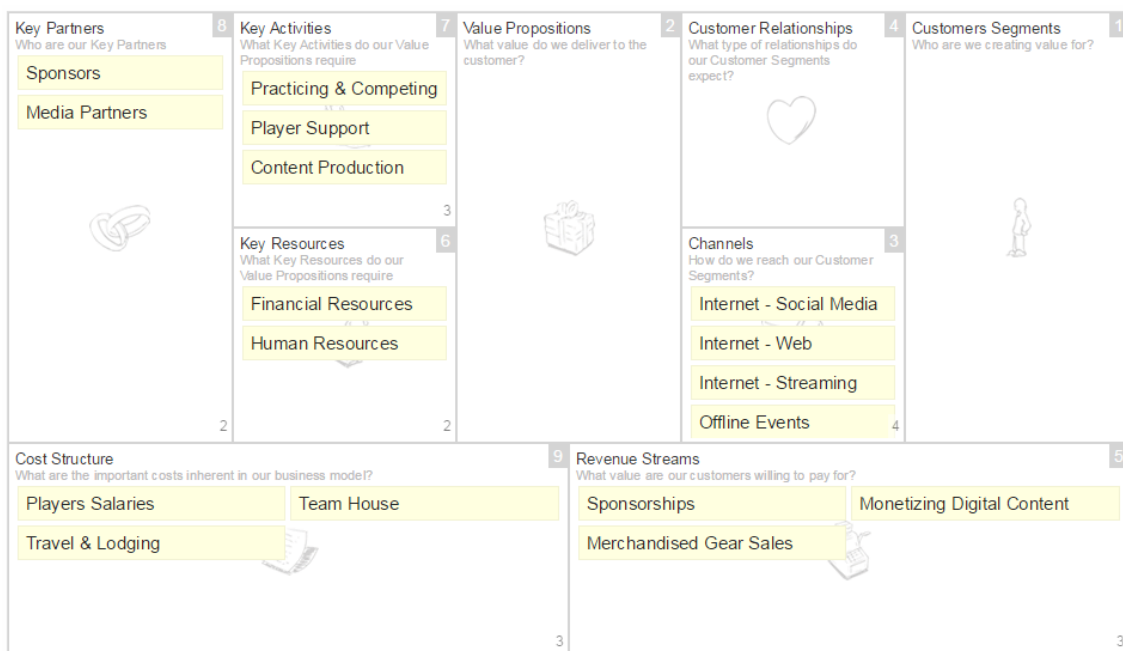 Key Partners
8
Who are our Key Partners
Sponsors
Media Partners
2
Key Activities
7
What Key Activities do our Value
Propositions require
Practicing & Competing
Player Support
Content Production
3
Key Resources
6
What Key Resources do our
Value Propositions require
Financial Resources
Human Resources
2
Value Propositions
2
What value do we deliver to the
customer?
Customer Relationships
4
What type of relationships do
our Customer Segments
expect?
Channels
3
How do we reach our Customer
Segments?
Internet - Social Media
Internet - Web
Internet - Streaming
Offline Events
4
Customers Segments
1
Who are we creating value for?
Cost Structure
9
What are the important costs inherent in our business model?
Players Salaries
Team House
Travel & Lodging
3
Revenue Streams
5
What value are our customers willing to pay for?
Sponsorships
Monetizing Digital Content
Merchandised Gear Sales
3